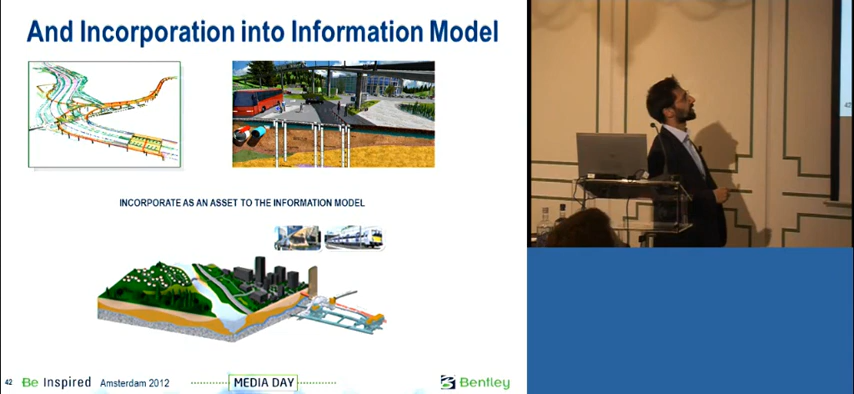 And Incorporation into Information Model
INCORPORATE AS AN ASSET TO THE INFORMATION MODEL
42 Be Inspired Amsterdam 2012 MEDIA DAY Bentley
42